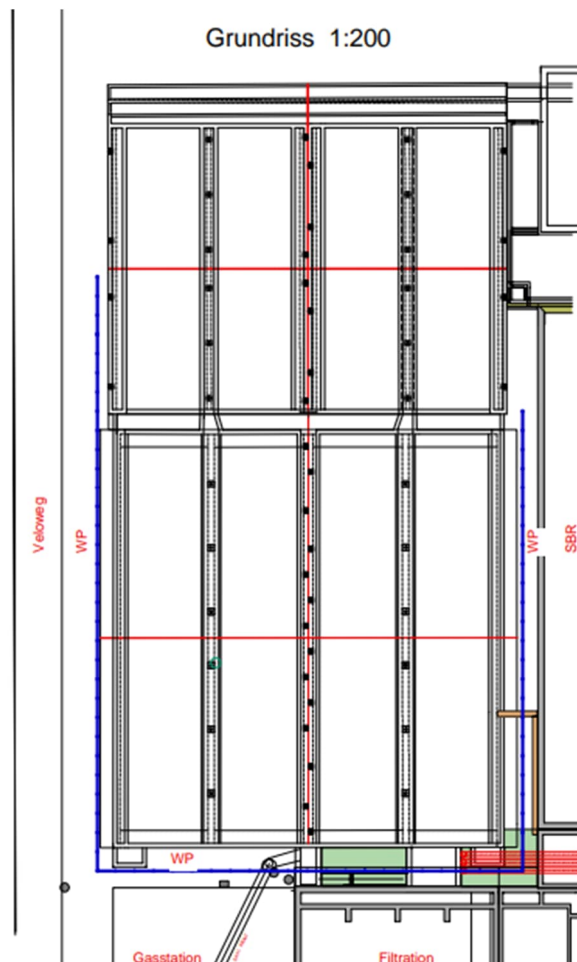 Grundriss 1:200
Veloweg
WP
WP
SBR
WP
Gasstation
Filtration